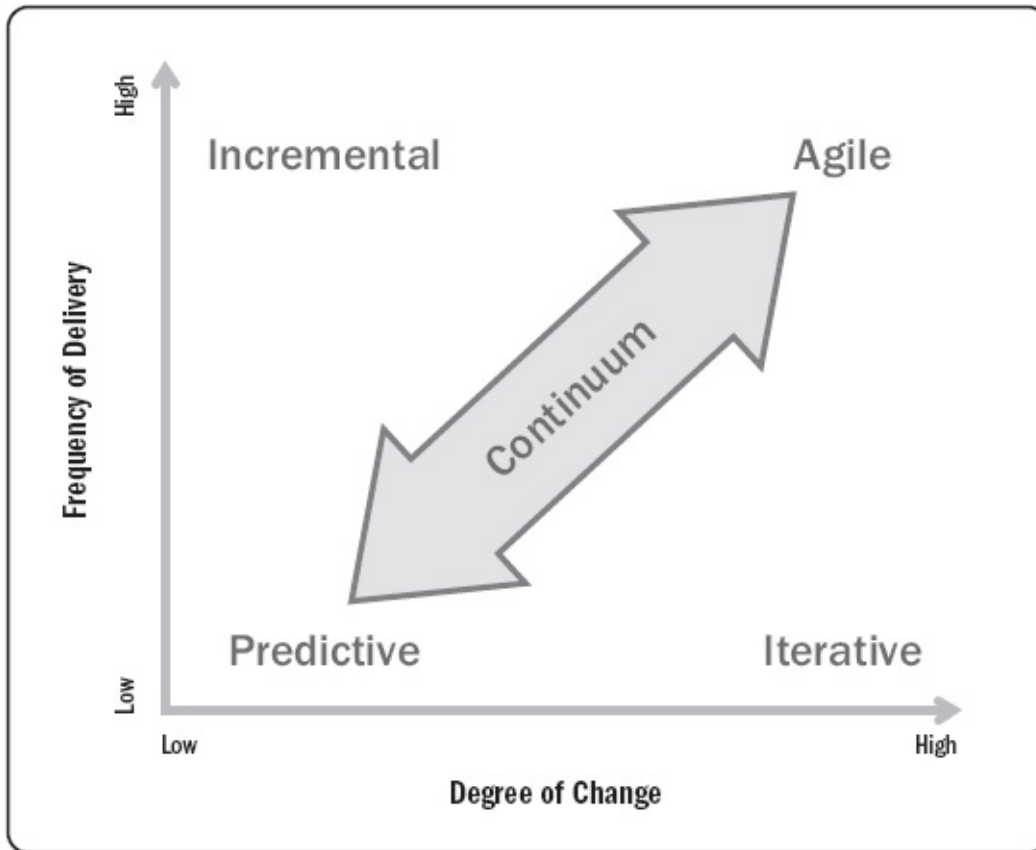 High
Incremental
Agile
Frequency of Delivery
Continuum
Predictive
Iterative
Low
Low
High
Degree of Change